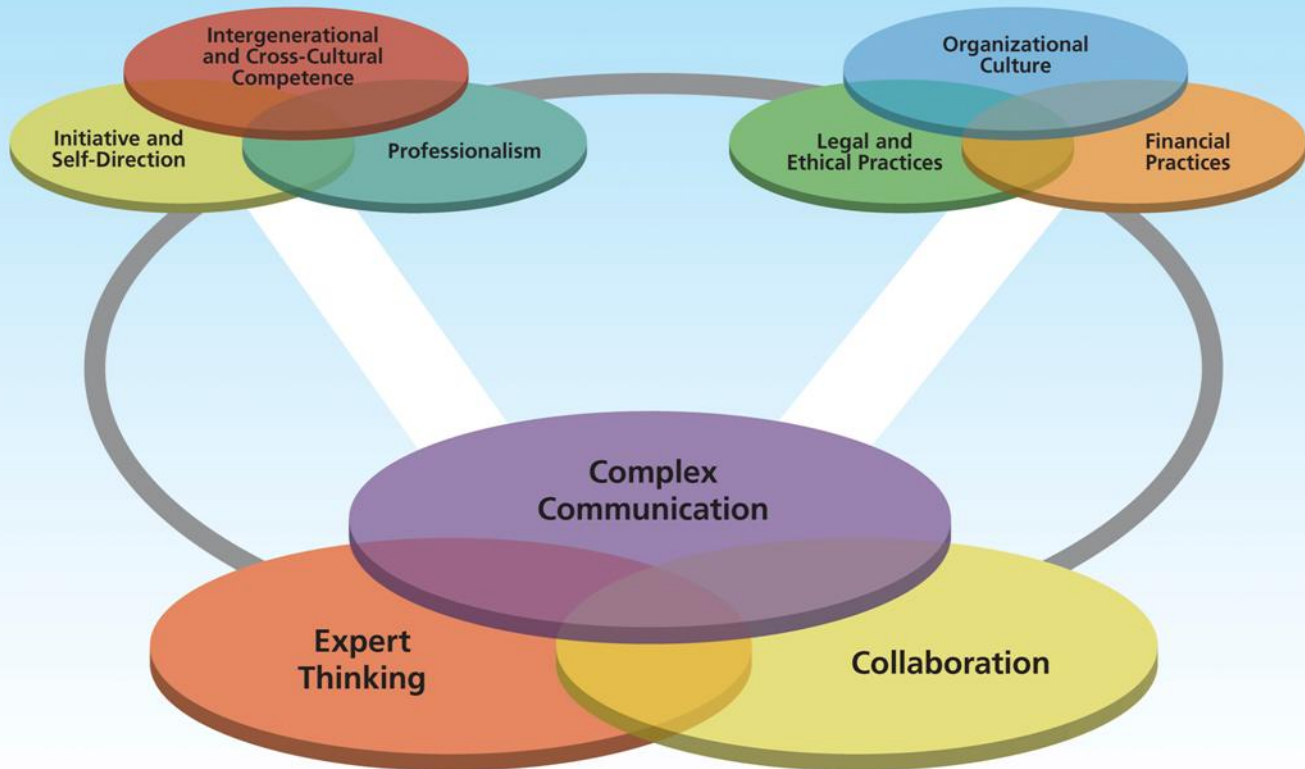 Intergenerational
and Cross-Cultural
Competence
Initiative and
Self-Direction
Professionalism
Organizational
Culture
Legal and
Ethical Practices
Financial
Practices
Complex
Communication
Expert
Thinking
Collaboration